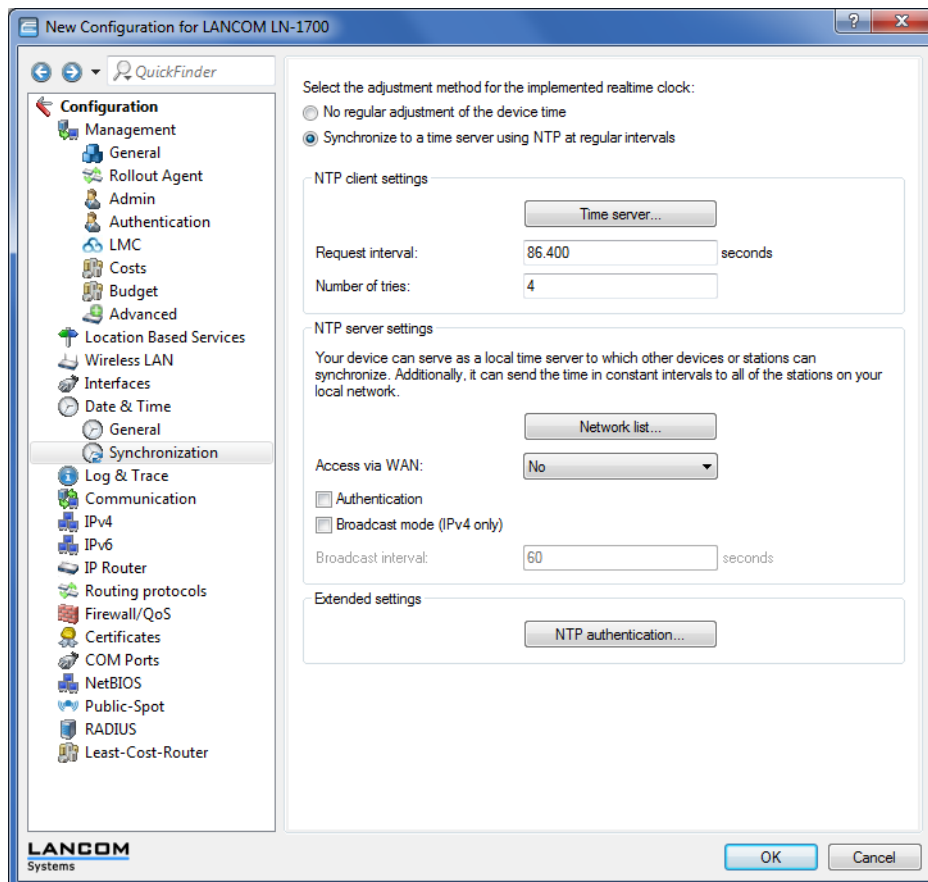 New Configuration for LANCOM LN-1700
QuickFinder
Configuration
Management
General
Rollout Agent
Admin
Authentication
LMC
Costs
Budget
Advanced
Location Based Services
Wireless LAN
Interfaces
Date & Time
General
Synchronization
Log & Trace
Communication
IPv4
IPv6
IP Router
Routing protocols
Firewall/QoS
Certificates
COM Ports
NetBIOS
Public-Spot
RADIUS
Least-Cost-Router
LANCOM
Systems
Select the adjustment method for the implemented realtime clock:
No regular adjustment of the device time
Synchronize to a time server using NTP at regular intervals
NTP client settings
Time server...
Request interval: 86.400 seconds
Number of tries: 4
NTP server settings
Your device can serve as a local time server to which other devices or stations can
synchronize. Additionally, it can send the time in constant intervals to all of the stations on your
local network.
Network list...
Access via WAN: No
Authentication
Broadcast mode (IPv4 only)
Broadcast interval: 60 seconds
Extended settings
NTP authentication...
OK Cancel